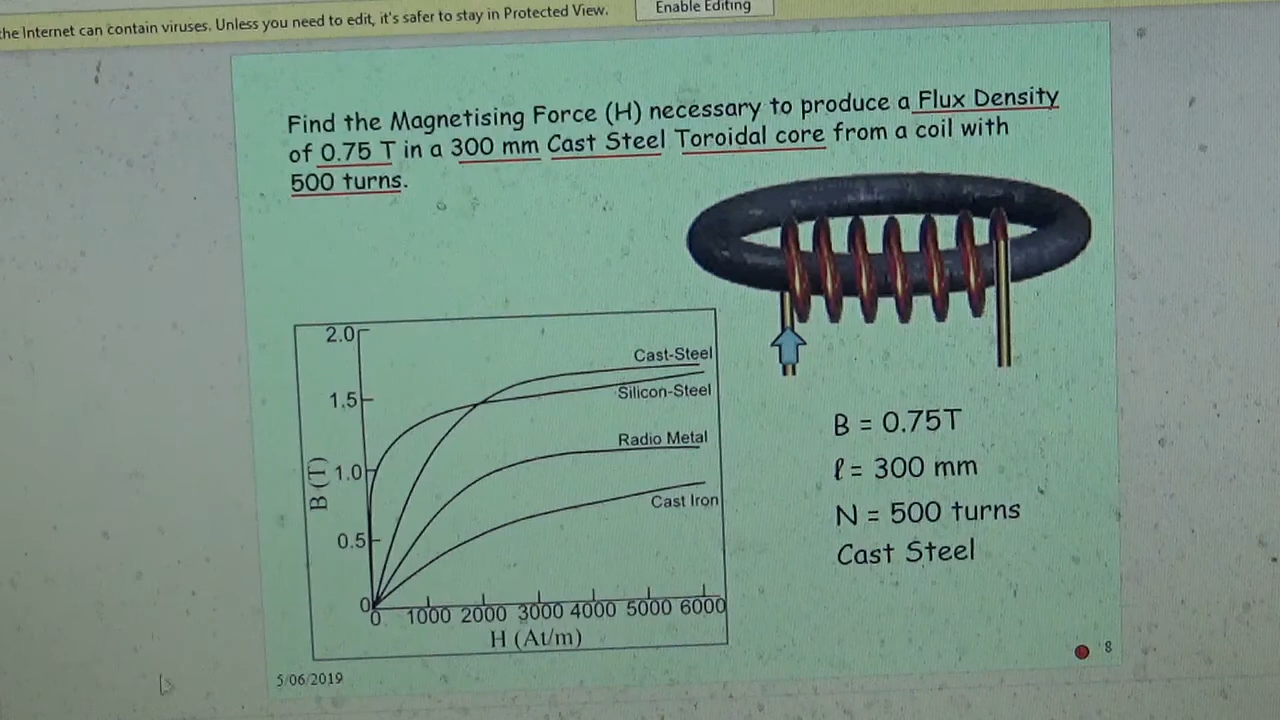 the Internet can contain viruses. Unless you need to edit, it's safer to stay in Protected View.
Enable Editing
Find the Magnetising Force (H) necessary to produce a Flux Density
of 0.75 T in a 300 mm Cast Steel Toroidal core from a coil with
500 turns.
2.0
1.5
1.0
0.5
0
B (T)
Cast-Steel
Silicon-Steel
Radio Metal
Cast Iron
0 1000 2000 3000 4000 5000 6000
H (At/m)
B = 0.75T
ℓ = 300 mm
N = 500 turns
Cast Steel
5/06/2019
8